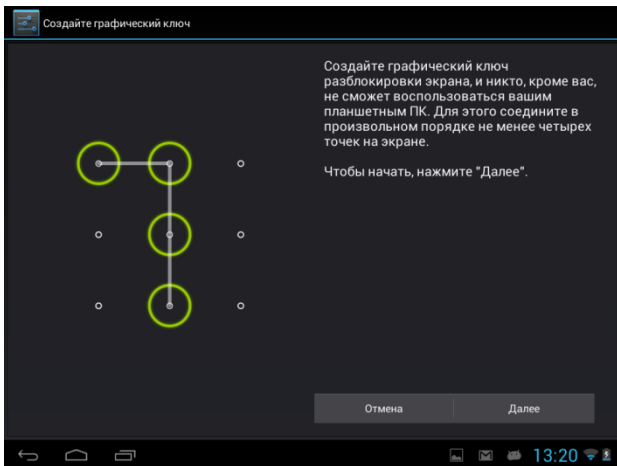 Создайте графический ключ
Создайте графический ключ
разблокировки экрана, и никто, кроме вас,
не сможет воспользоваться вашим
планшетным ПК. Для этого соедините в
произвольном порядке не менее четырех
точек на экране.
Чтобы начать, нажмите "Далее".
Отмена
Далее
13:20